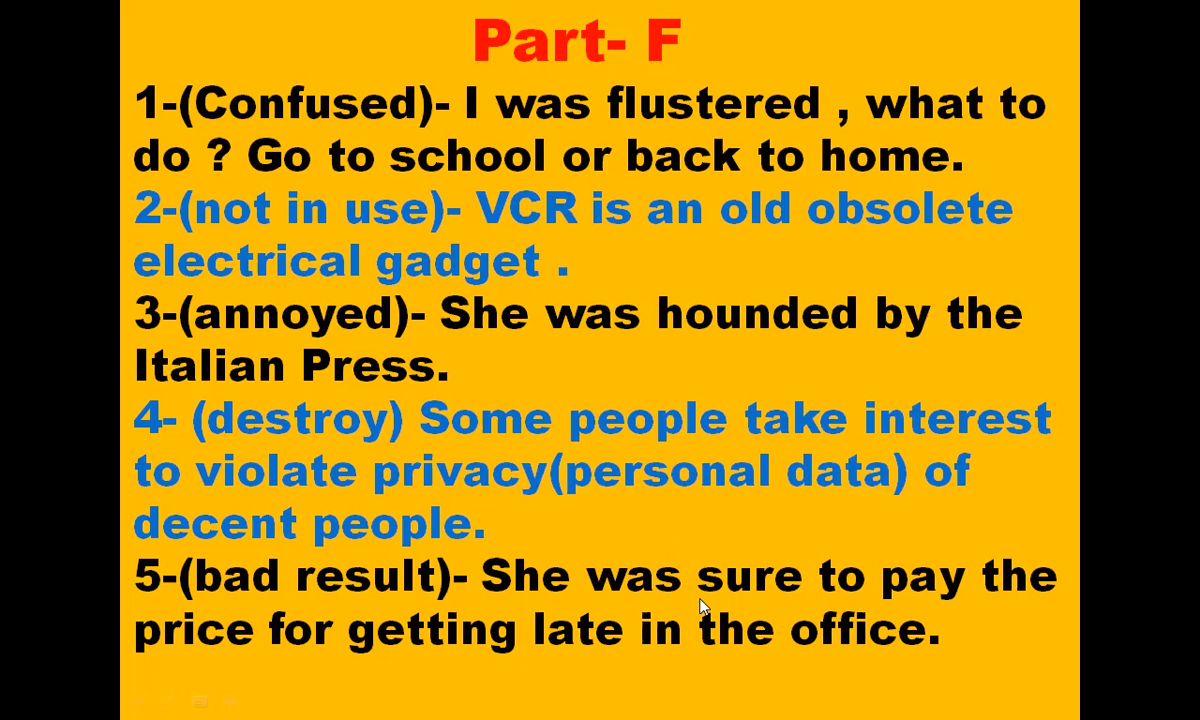 Part- F
1-(Confused)- I was flustered , what to
do ? Go to school or back to home.
2-(not in use)- VCR is an old obsolete
electrical gadget .
3-(annoyed)- She was hounded by the
Italian Press.
4- (destroy) Some people take interest
to violate privacy(personal data) of
decent people.
5-(bad result)- She was sure to pay the
price for getting late in the office.